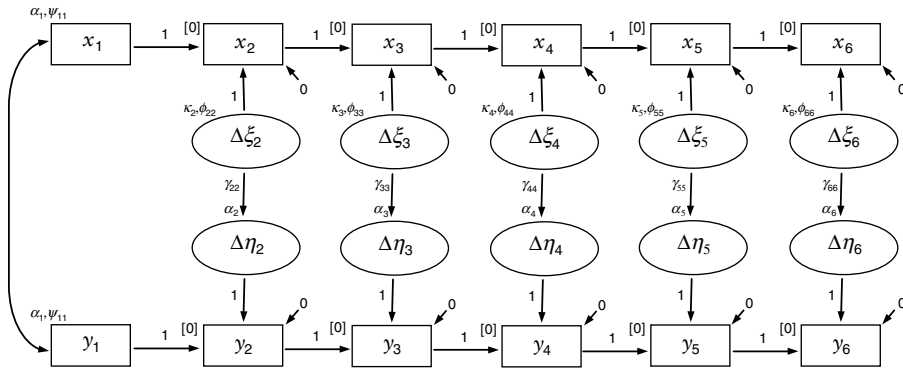 α₁,ψ₁₁
x₁ 1 [0] x₂ 1 [0] x₃ 1 [0] x₄ 1 [0] x₅ 1 [0] x₆
0 0 0 0 0
1 1 1 1 1
κ₂,ϕ₂₂ κ₃,ϕ₃₃ κ₄,ϕ₄₄ κ₅,ϕ₅₅ κ₆,ϕ₆₆
Δξ₂ Δξ₃ Δξ₄ Δξ₅ Δξ₆
γ₂₂ γ₃₃ γ₄₄ γ₅₅ γ₆₆
α₂ α₃ α₄ α₅ α₆
Δη₂ Δη₃ Δη₄ Δη₅ Δη₆
1 1 1 1 1
0 0 0 0 0
α₁,ψ₁₁
y₁ 1 [0] y₂ 1 [0] y₃ 1 [0] y₄ 1 [0] y₅ 1 [0] y₆